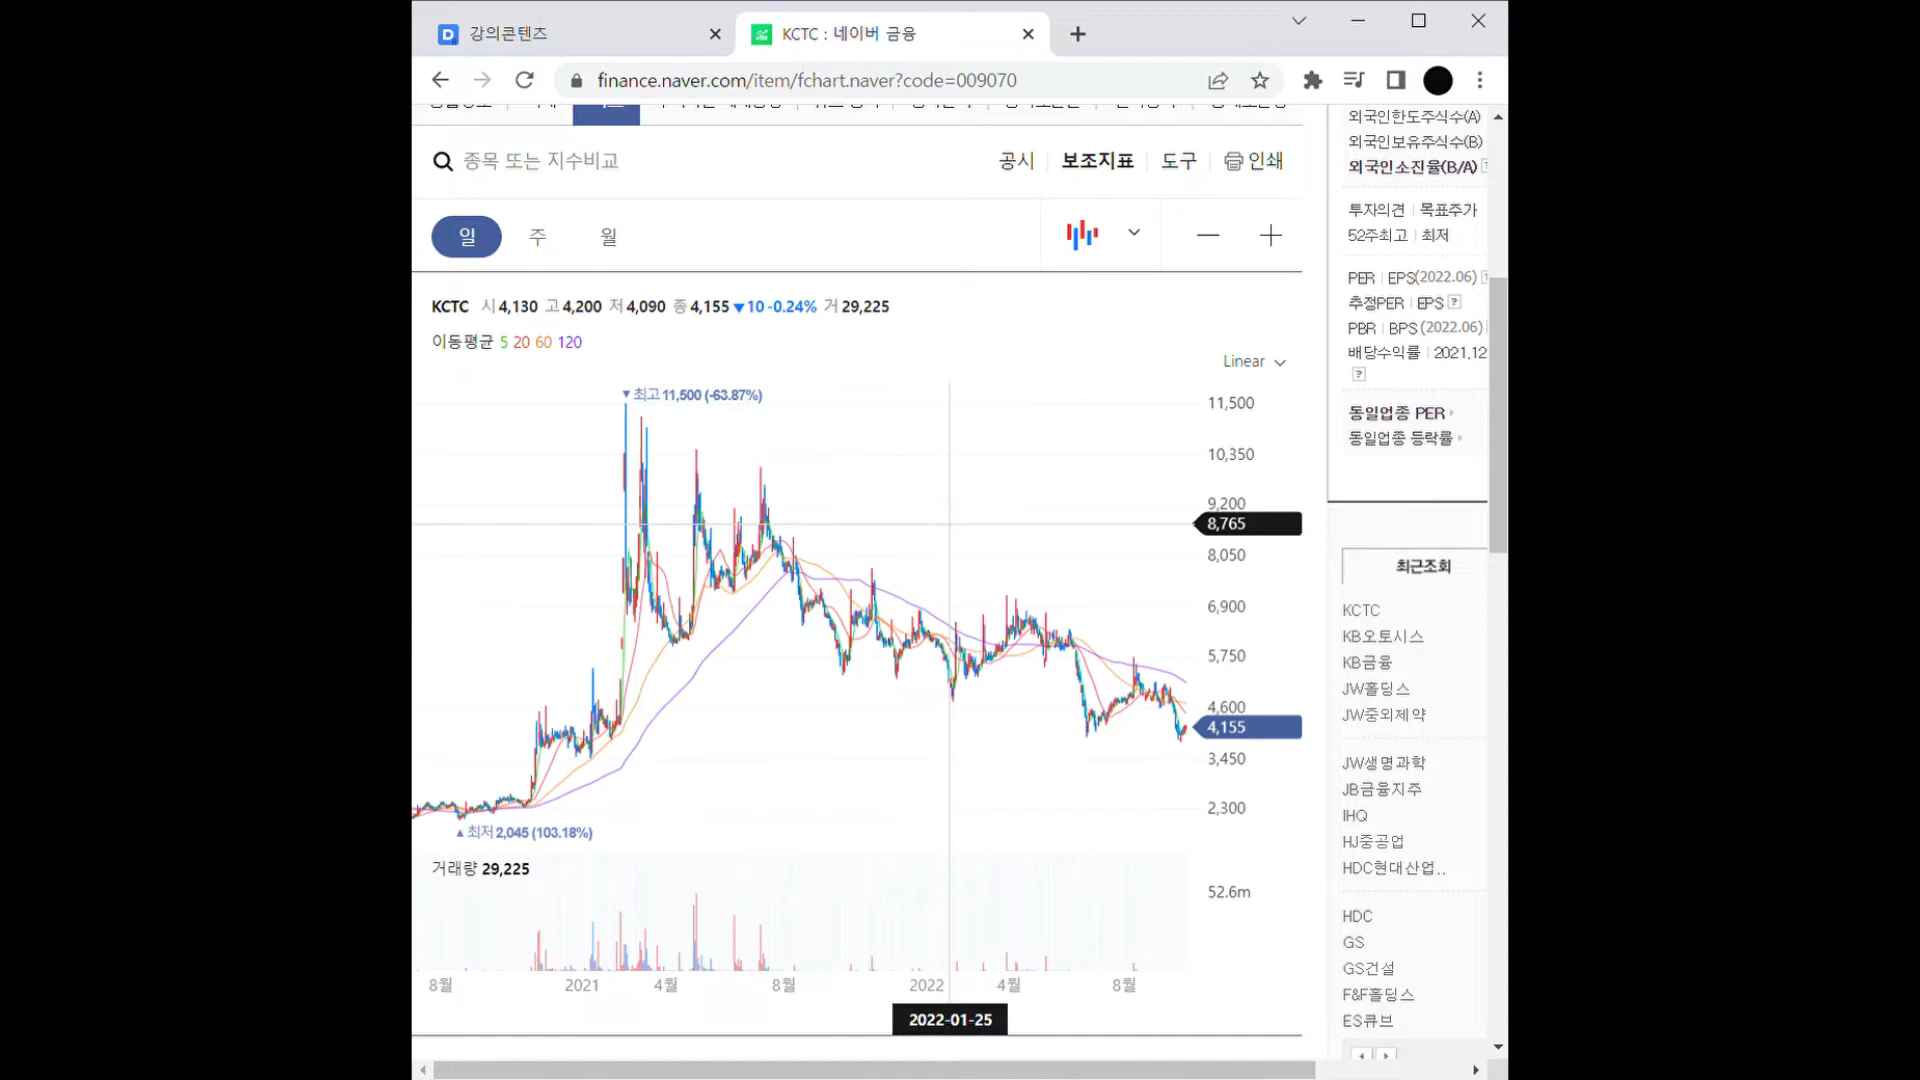 강의콘텐츠
KCTC : 네이버 금융
finance.naver.com/item/fchart.naver?code=009070
종목 또는 지수비교
공시 보조지표 도구 인쇄
일 주 월
KCTC 시 4,130 고 4,200 저 4,090 종 4,155 ▼10 -0.24% 거 29,225
이동평균 5 20 60 120
Linear
▼최고 11,500 (-63.87%)
11,500
10,350
9,200
8,765
8,050
6,900
5,750
4,600
4,155
3,450
2,300
▲최저 2,045 (103.18%)
거래량 29,225
52.6m
8월 2021 4월 8월 2022 4월 8월
2022-01-25
외국인한도주식수(A)
외국인보유주식수(B)
외국인소진율(B/A) ?
투자의견 | 목표주가
52주최고 | 최저
PER | EPS(2022.06) ?
추정PER | EPS ?
PBR | BPS (2022.06)
배당수익률 | 2021.12
?
동일업종 PER
동일업종 등락률
최근조회
KCTC
KB오토시스
KB금융
JW홀딩스
JW중외제약
JW생명과학
JB금융지주
IHQ
HJ중공업
HDC현대산업..
HDC
GS
GS건설
F&F홀딩스
ES큐브